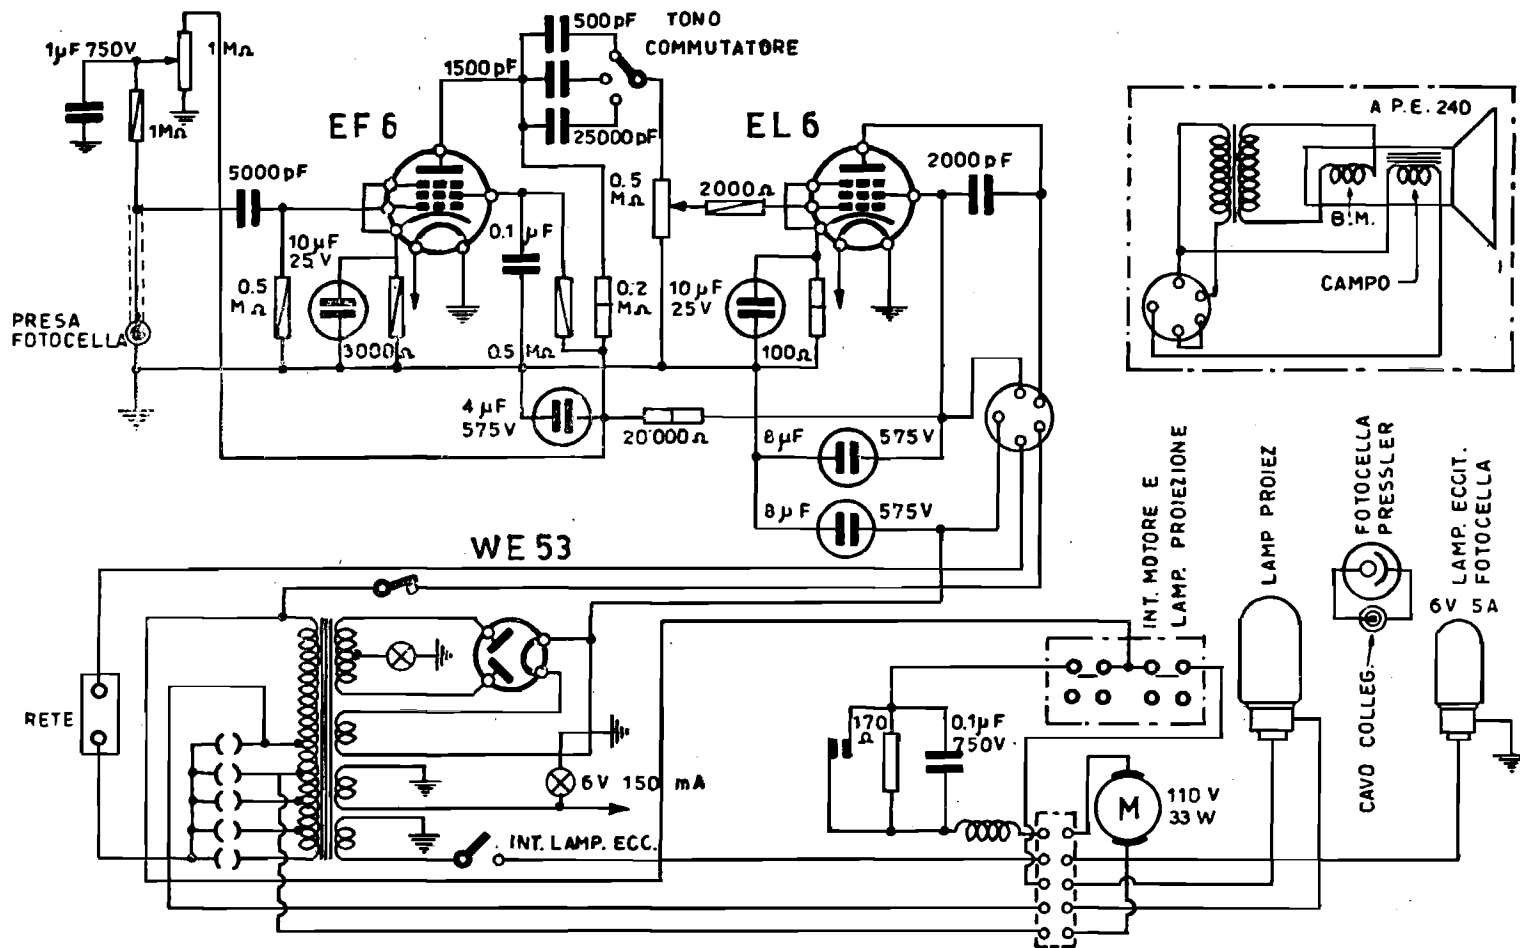 500pF TONO
COMMUTATORE
1µF 750V
1MΩ
1500pF
1MΩ
25000pF
EF6
EL6
A P.E. 240
5000pF
2000pF
0.5
MΩ
2000Ω
B.M.
10µF
25V
0.1µF
0.5
MΩ
0.2
MΩ
10µF
25V
CAMPO
PRESA
FOTOCELLA
3000Ω
0.5 MΩ
100Ω
4µF
575V
20000Ω
8µF 575V
8µF 575V
WE53
INT. MOTORE E
LAMP. PROIEZIONE
LAMP PROIEZ
FOTOCELLA
PRESSLER
LAMP. ECCIT.
FOTOCELLA
6V 5A
CAVO COLLEG.
RETE
170
Ω
0.1µF
750V
6V 150 mA
M
110 V
33 W
INT. LAMP. ECC.